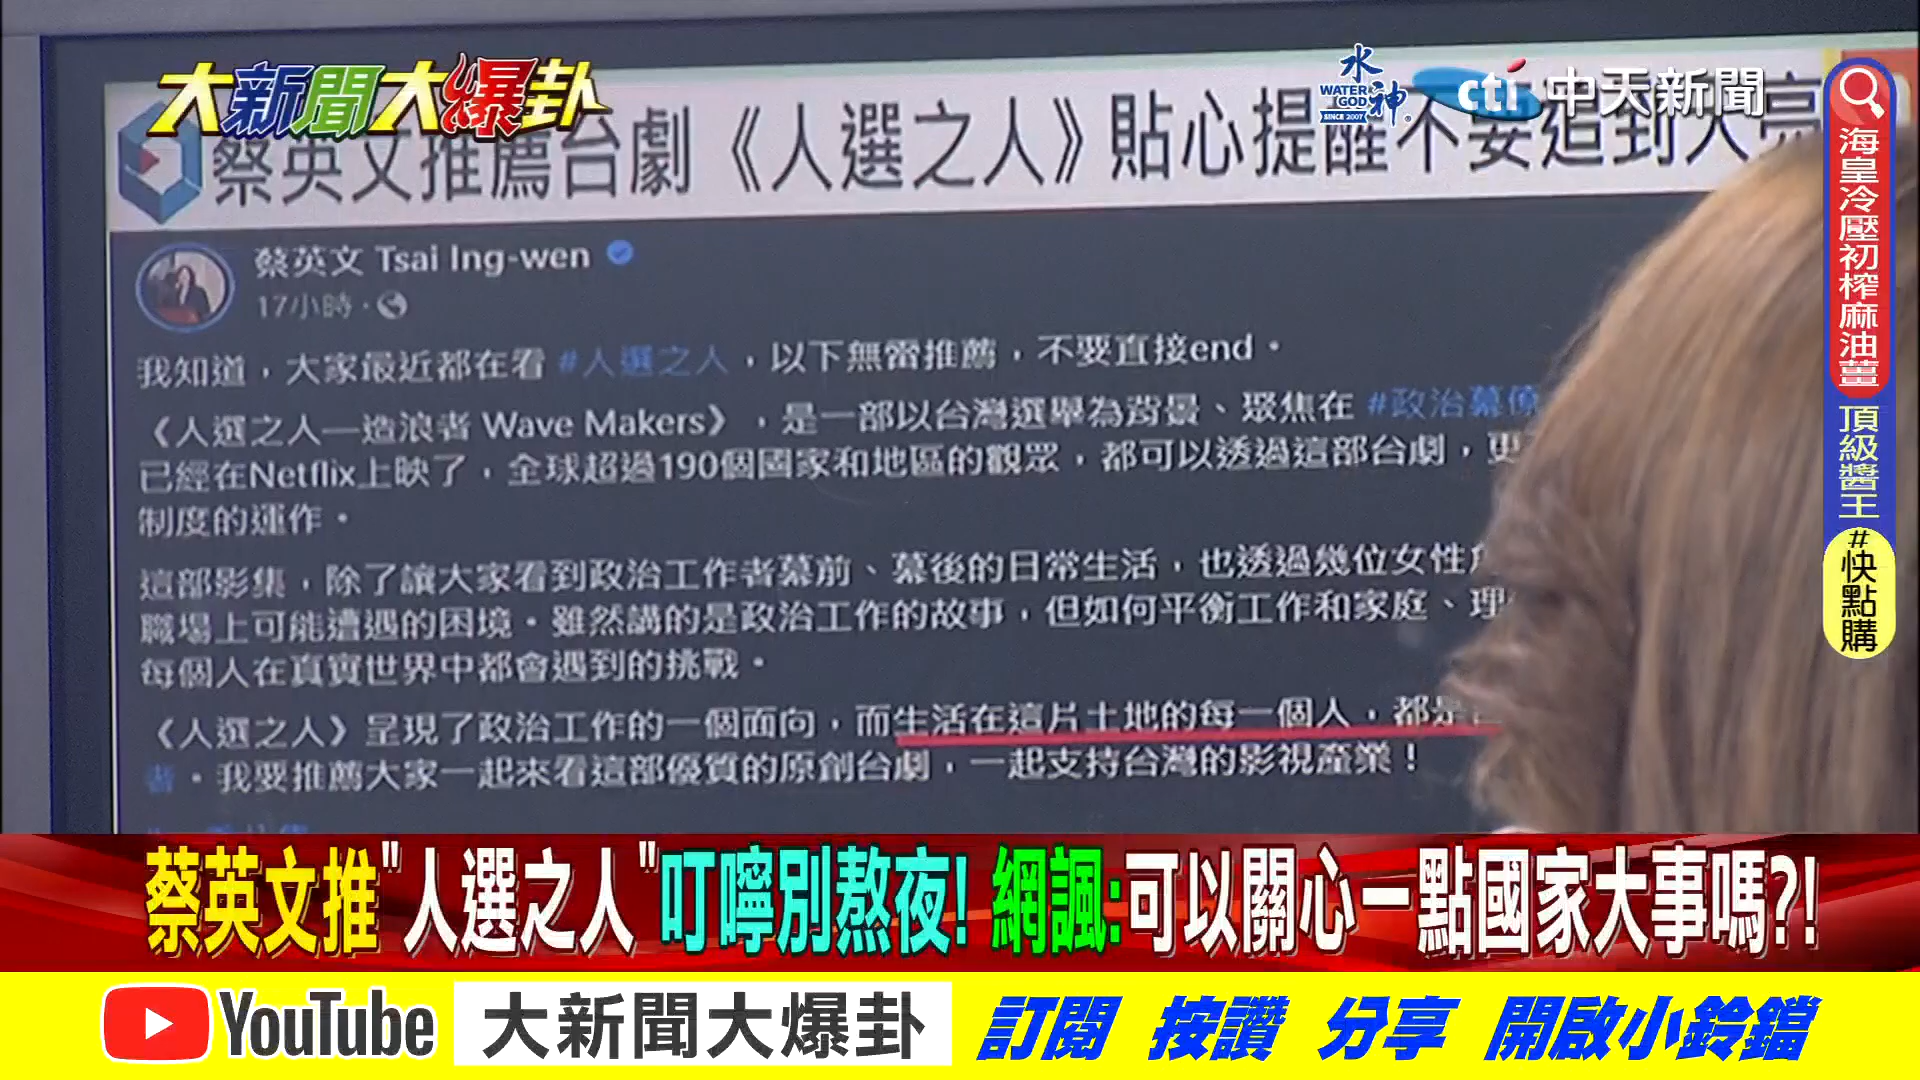 大新聞大爆卦
水神
WATER GOD
SINCE 2007
cti 中天新聞
蔡英文推薦台劇《人選之人》貼心提醒不要追到天亮
蔡英文 Tsai Ing-wen
17小時
我知道，大家最近都在看 #人選之人，以下無雷推薦，不要直接end。
《人選之人—造浪者 Wave Makers》，是一部以台灣選舉為背景、聚焦在 #政治幕僚
已經在Netflix上映了，全球超過190個國家和地區的觀眾，都可以透過這部台劇，更
制度的運作。
這部影集，除了讓大家看到政治工作者幕前、幕後的日常生活，也透過幾位女性
職場上可能遭遇的困境。雖然講的是政治工作的故事，但如何平衡工作和家庭、理
每個人在真實世界中都會遇到的挑戰。
《人選之人》呈現了政治工作的一個面向，而生活在這片土地的每一個人，都是
者。我要推薦大家一起來看這部優質的原創台劇，一起支持台灣的影視產業！
海皇冷壓初榨麻油薑
頂級醬王
#快點購
蔡英文推"人選之人"叮嚀別熬夜! 網諷:可以關心一點國家大事嗎?!
YouTube 大新聞大爆卦 訂閱 按讚 分享 開啟小鈴鐺